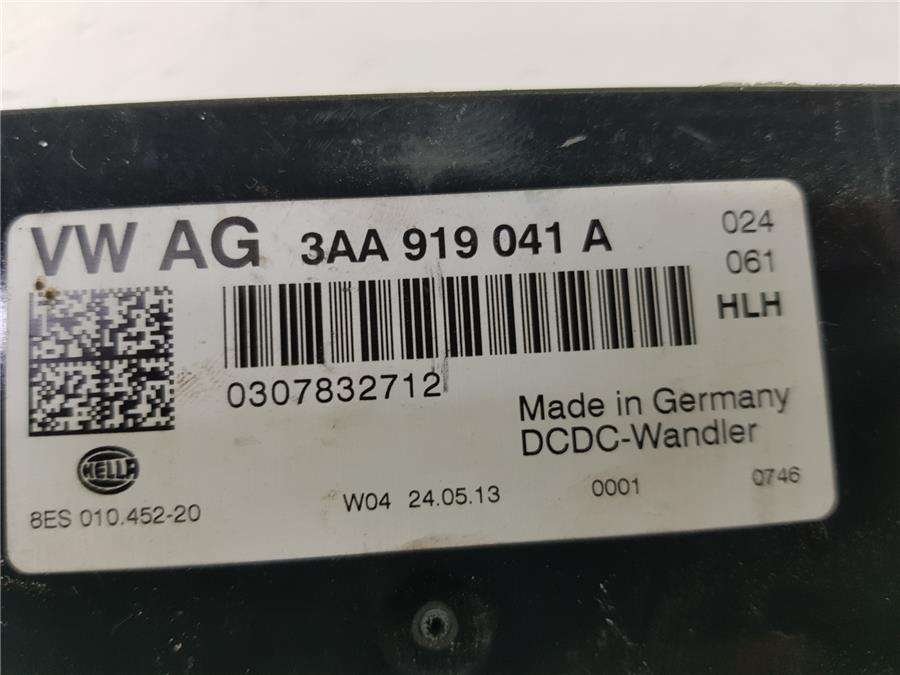 VW AG 3AA 919 041 A
024
061
HLH
0307832712
Made in Germany
DCDC-Wandler
HELLA
8ES 010.452-20
W04 24.05.13
0001
0746